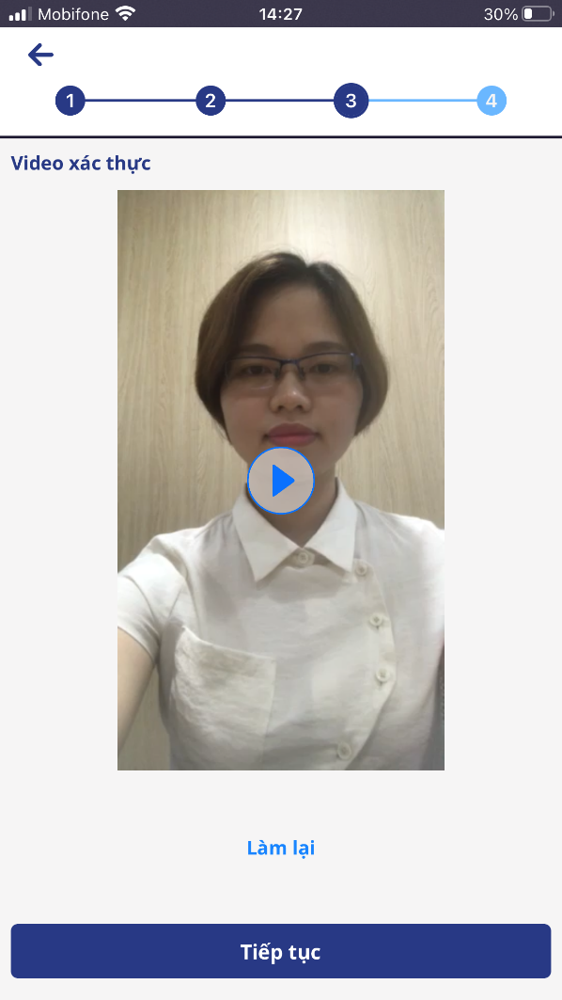 Mobifone 14:27 30%
1 2 3 4
Video xác thực
Làm lại
Tiếp tục